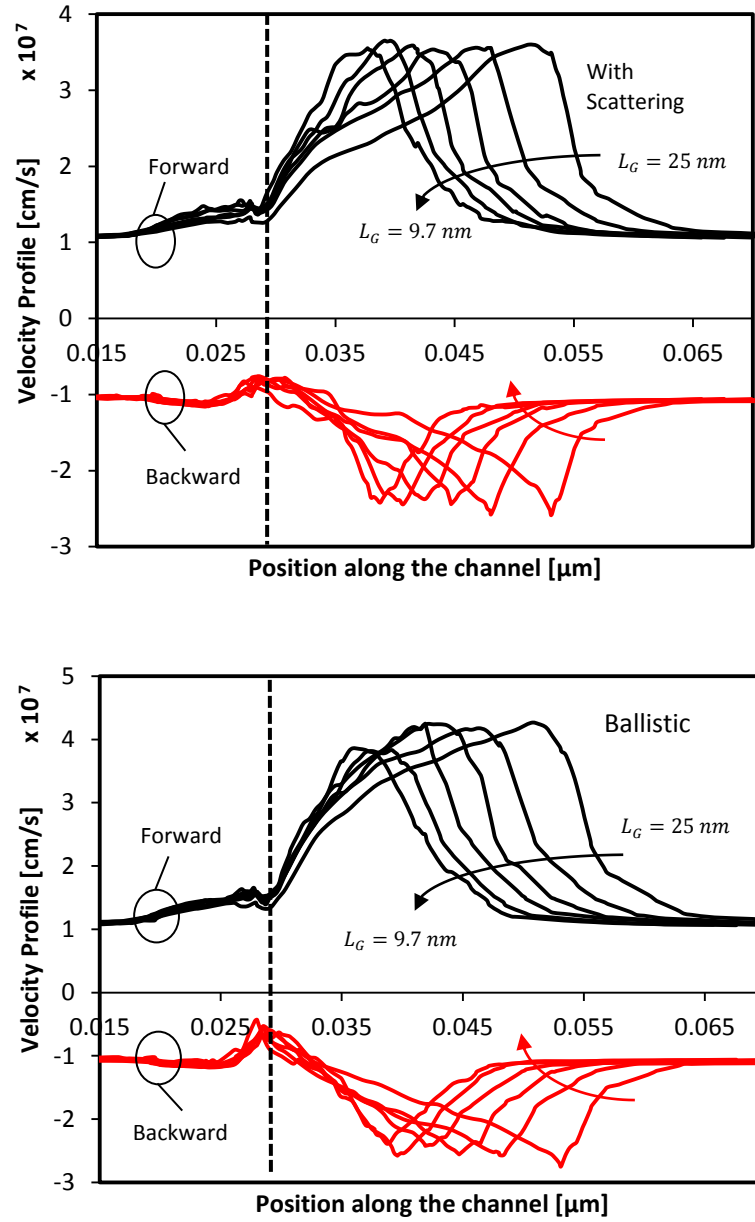 x 10 7
Velocity Profile [cm/s]
4
3
2
1
0
-1
-2
-3
With
Scattering
Forward
L_G = 25 nm
L_G = 9.7 nm
0.015 0.025 0.035 0.045 0.055 0.065
Backward
Position along the channel [µm]
x 10 7
Velocity Profile [cm/s]
5
4
3
2
1
0
-1
-2
-3
Ballistic
Forward
L_G = 25 nm
L_G = 9.7 nm
0.015 0.025 0.035 0.045 0.055 0.065
Backward
Position along the channel [µm]